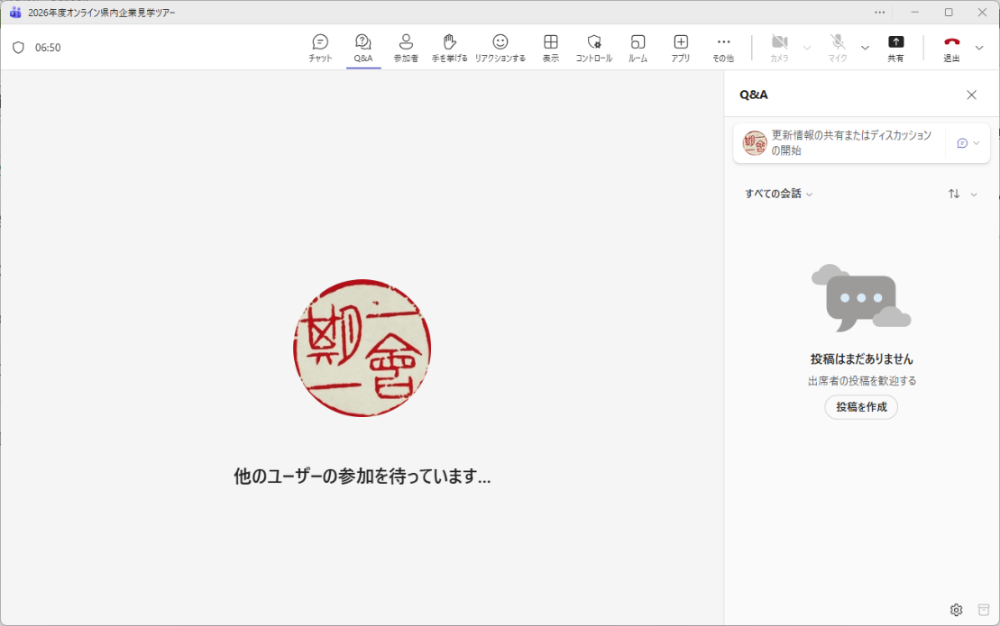 2026年度オンライン県内企業見学ツアー
06:50
チャット
Q&A
参加者
手を挙げる
リアクションする
表示
コントロール
ルーム
アプリ
その他
カメラ
マイク
共有
退出
Q&A
更新情報の共有またはディスカッション
の開始
すべての会話
投稿はまだありません
出席者の投稿を歓迎する
投稿を作成
他のユーザーの参加を待っています...